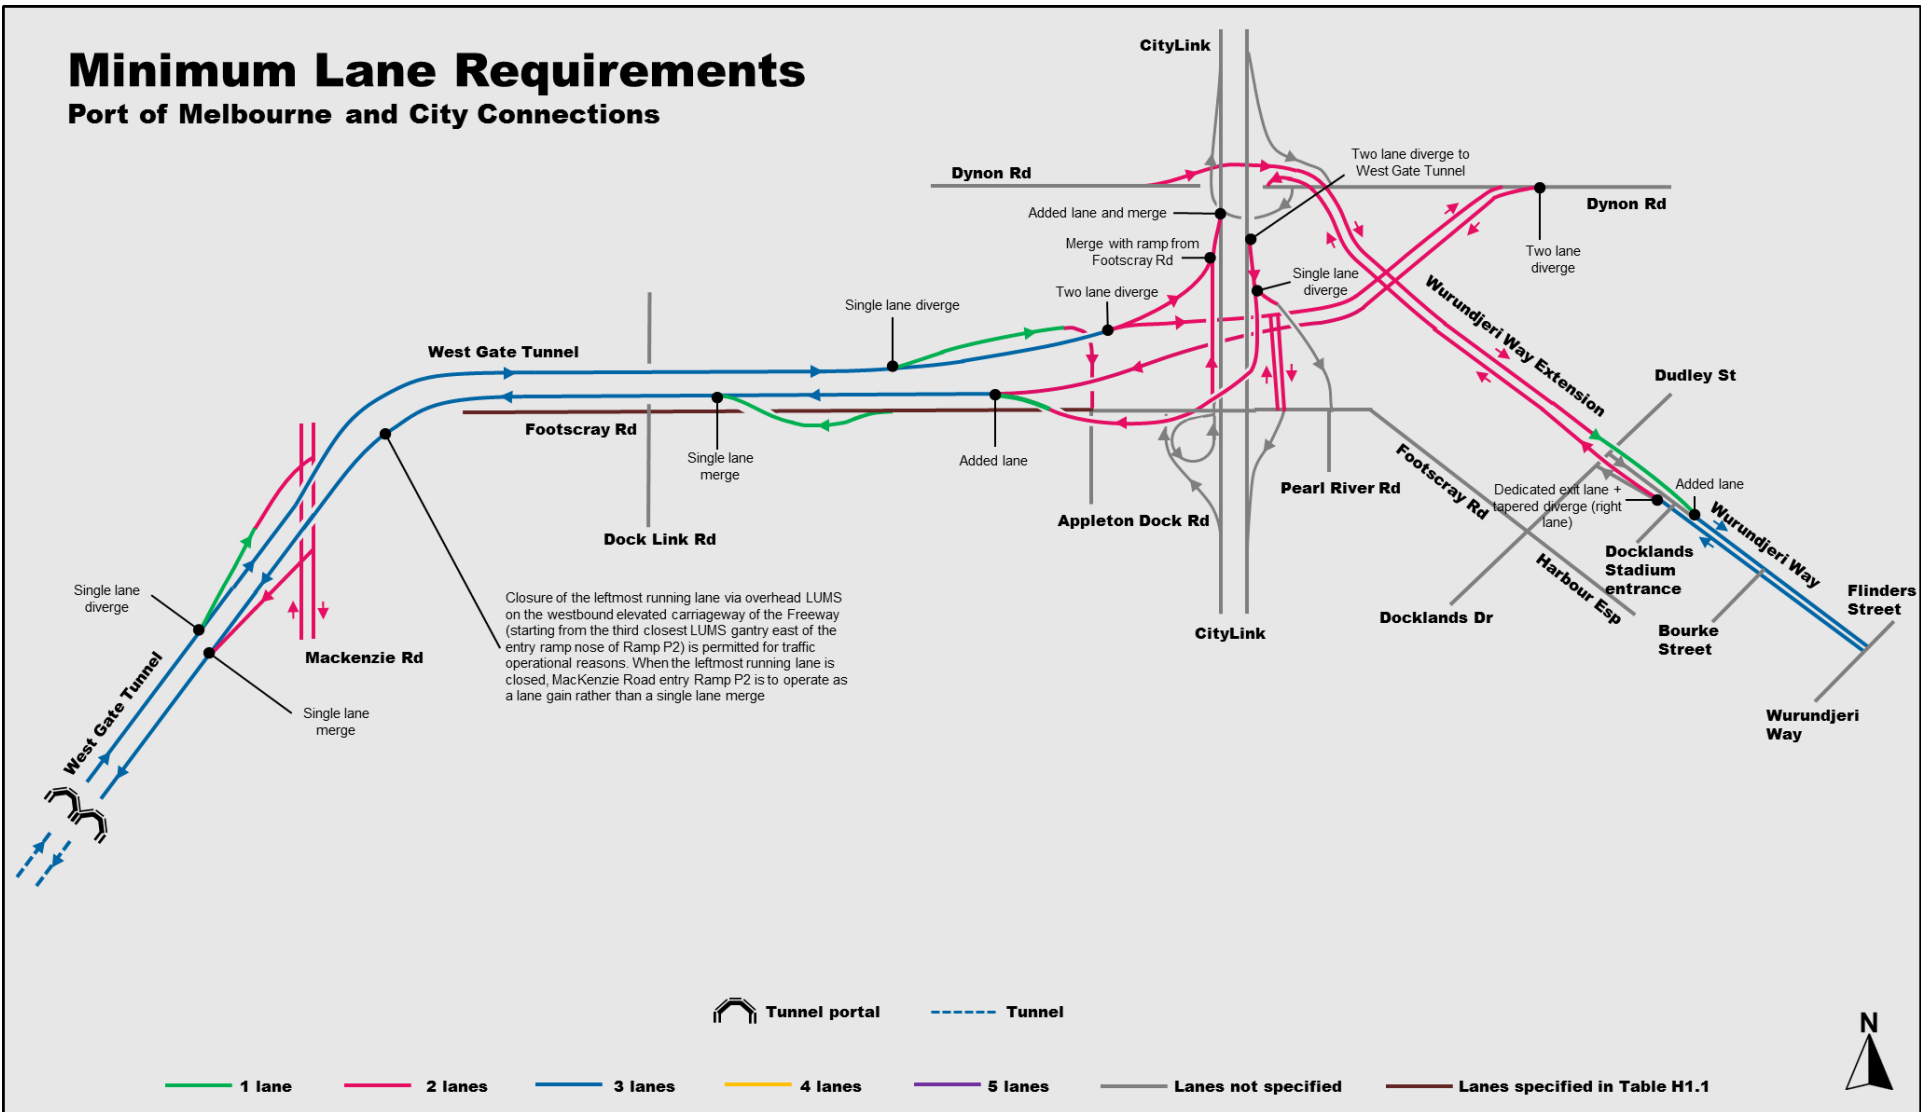 Minimum Lane Requirements
Port of Melbourne and City Connections
CityLink
Dynon Rd
Two lane diverge to
West Gate Tunnel
Added lane and merge
Dynon Rd
Merge with ramp from
Footscray Rd
Two lane
diverge
Single lane
diverge
Two lane diverge
Single lane diverge
Wurundjeri Way Extension
West Gate Tunnel
Dudley St
Footscray Rd
Single lane
merge
Added lane
Pearl River Rd
Footscray Rd
Dedicated exit lane +
tapered diverge (right
lane)
Added lane
Wurundjeri Way
Appleton Dock Rd
Dock Link Rd
Docklands
Stadium
entrance
Harbour Esp
Flinders
Street
Single lane
diverge
Closure of the leftmost running lane via overhead LUMS
on the westbound elevated carriageway of the Freeway
(starting from the third closest LUMS gantry east of the
entry ramp nose of Ramp P2) is permitted for traffic
operational reasons. When the leftmost running lane is
closed, MacKenzie Road entry Ramp P2 is to operate as
a lane gain rather than a single lane merge
Docklands Dr
CityLink
Bourke
Street
Mackenzie Rd
West Gate Tunnel
Single lane
merge
Wurundjeri
Way
Tunnel portal
Tunnel
N
1 lane
2 lanes
3 lanes
4 lanes
5 lanes
Lanes not specified
Lanes specified in Table H1.1